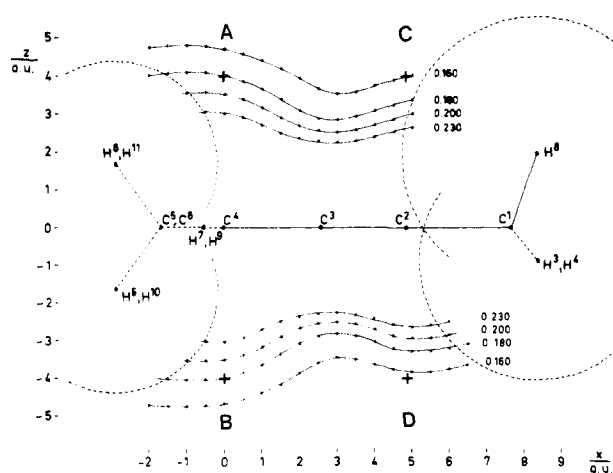 A C
z/a.u.
5
4
3
2
1
0
-1
-2
-3
-4
-5
0.160
0.180
0.200
0.230
H⁸, H¹¹
H⁸
C⁵, C⁶ C⁴ C³ C² C¹
H⁷, H⁹
H³, H⁴
H⁶, H¹⁰
0.230
0.200
0.180
0.160
B D
-2 -1 0 1 2 3 4 5 6 7 8 9 x/a.u.